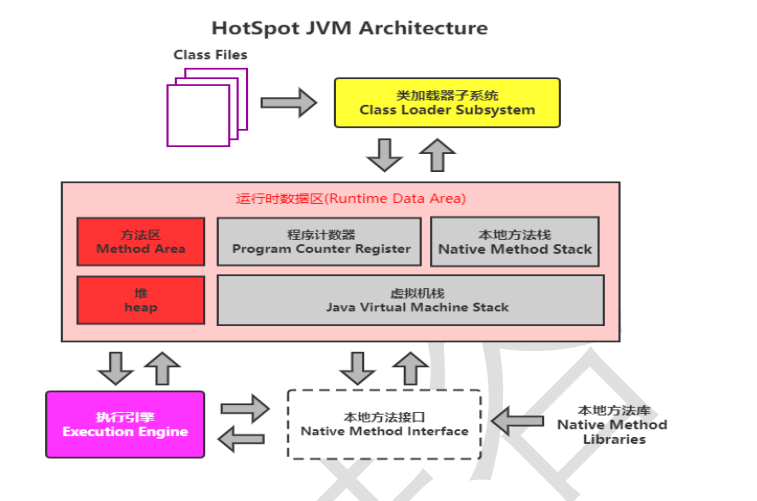 HotSpot JVM Architecture
Class Files
类加载器子系统
Class Loader Subsystem
运行时数据区(Runtime Data Area)
方法区
Method Area
程序计数器
Program Counter Register
本地方法栈
Native Method Stack
堆
heap
虚拟机栈
Java Virtual Machine Stack
执行引擎
Execution Engine
本地方法接口
Native Method Interface
本地方法库
Native Method
Libraries